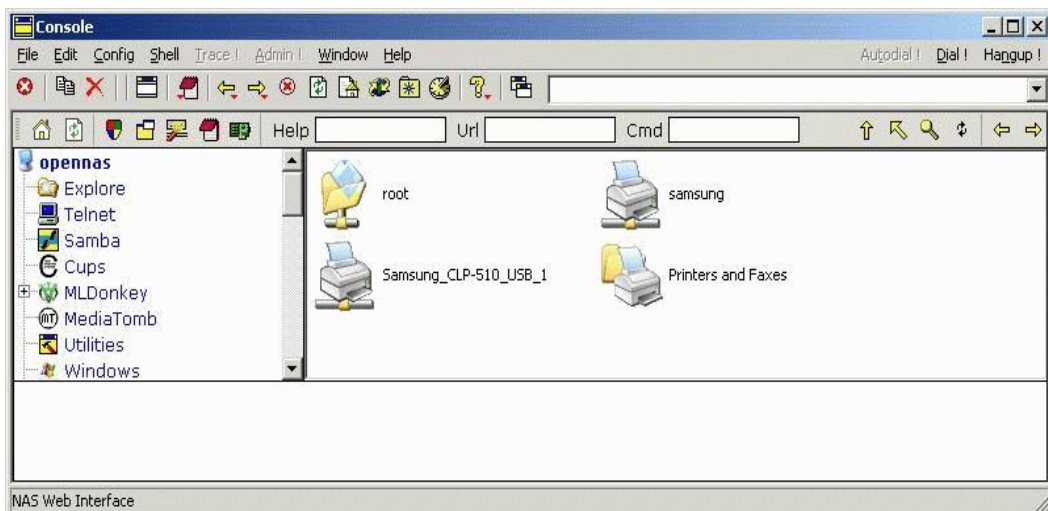 Console
File Edit Config Shell Trace ! Admin ! Window Help Autodial ! Dial ! Hangup !
Help Url Cmd
opennas
Explore
Telnet
Samba
Cups
MLDonkey
MediaTomb
Utilities
Windows
root
samsung
Samsung_CLP-510_USB_1
Printers and Faxes
NAS Web Interface